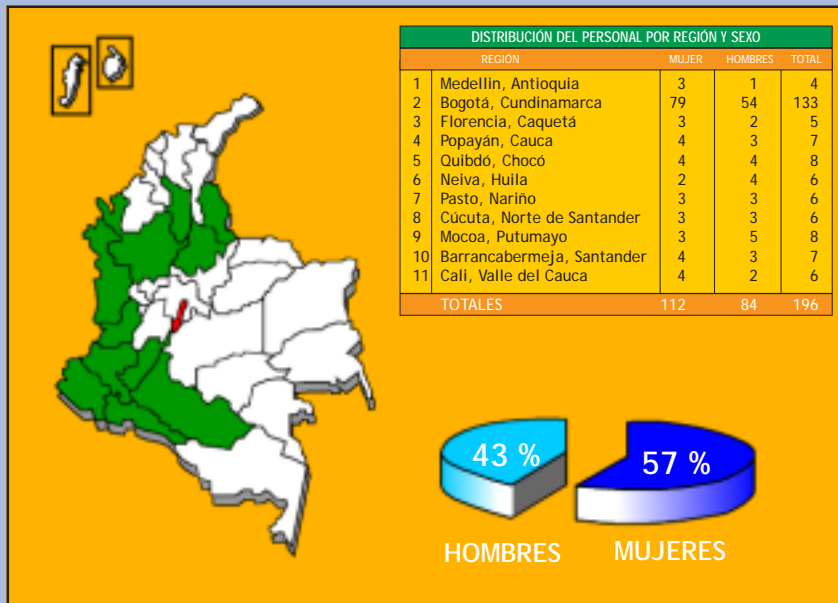 DISTRIBUCIÓN DEL PERSONAL POR REGIÓN Y SEXO
REGIÓN MUJER HOMBRES TOTAL
1 Medellin, Antioquia 3 1 4
2 Bogotá, Cundinamarca 79 54 133
3 Florencia, Caquetá 3 2 5
4 Popayán, Cauca 4 3 7
5 Quibdó, Chocó 4 4 8
6 Neiva, Huila 2 4 6
7 Pasto, Nariño 3 3 6
8 Cúcuta, Norte de Santander 3 3 6
9 Mocoa, Putumayo 3 5 8
10 Barrancabermeja, Santander 4 3 7
11 Cali, Valle del Cauca 4 2 6
TOTALES 112 84 196
43 % 57 %
HOMBRES MUJERES